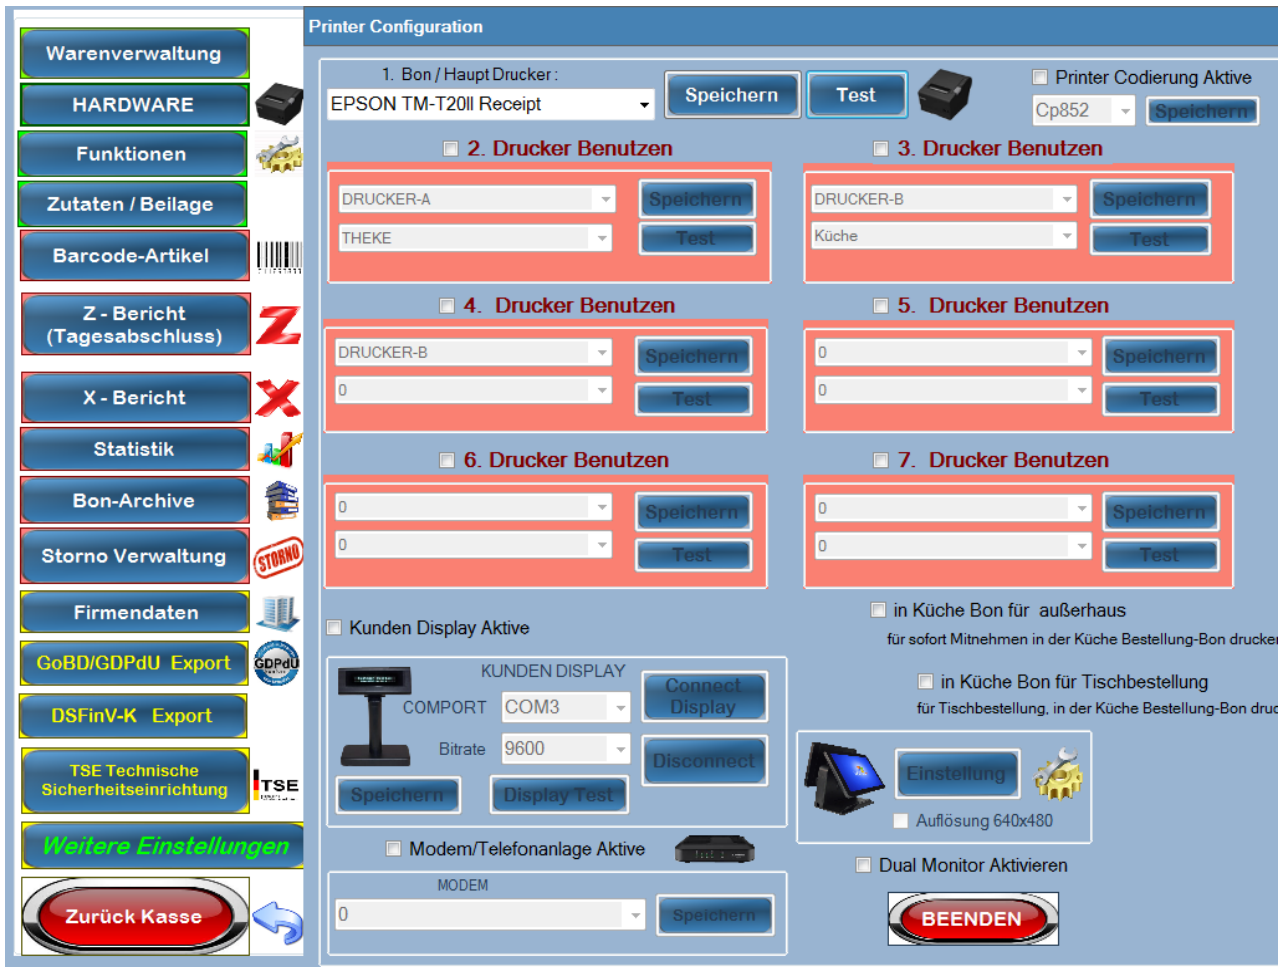 Printer Configuration
Warenverwaltung
HARDWARE
Funktionen
Zutaten / Beilage
Barcode-Artikel
Z - Bericht
(Tagesabschluss)
X - Bericht
Statistik
Bon-Archive
Storno Verwaltung
STORNO
Firmendaten
GoBD/GDPdU Export
GDPdU
DSFinV-K Export
TSE Technische
Sicherheitseinrichtung
TSE
Weitere Einstellungen
Zurück Kasse
1. Bon / Haupt Drucker :
EPSON TM-T20II Receipt
Speichern
Test
Printer Codierung Aktive
Cp852
Speichern
2. Drucker Benutzen
DRUCKER-A
Speichern
THEKE
Test
3. Drucker Benutzen
DRUCKER-B
Speichern
Küche
Test
4. Drucker Benutzen
DRUCKER-B
Speichern
0
Test
5. Drucker Benutzen
0
Speichern
0
Test
6. Drucker Benutzen
0
Speichern
0
Test
7. Drucker Benutzen
0
Speichern
0
Test
Kunden Display Aktive
KUNDEN DISPLAY
COMPORT
COM3
Connect
Display
Bitrate
9600
Disconnect
Speichern
Display Test
Modem/Telefonanlage Aktive
MODEM
0
Speichern
in Küche Bon für außerhaus
für sofort Mitnehmen in der Küche Bestellung-Bon drucke
in Küche Bon für Tischbestellung
für Tischbestellung, in der Küche Bestellung-Bon druc
Einstellung
Auflösung 640x480
Dual Monitor Aktivieren
BEENDEN